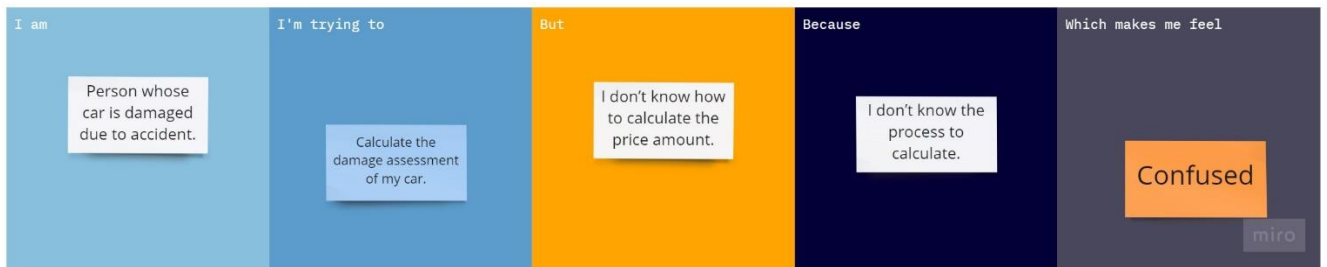 I am
Person whose
car is damaged
due to accident.
I'm trying to
Calculate the
damage assessment
of my car.
But
I don't know how
to calculate the
price amount.
Because
I don't know the
process to
calculate.
Which makes me feel
Confused
miro